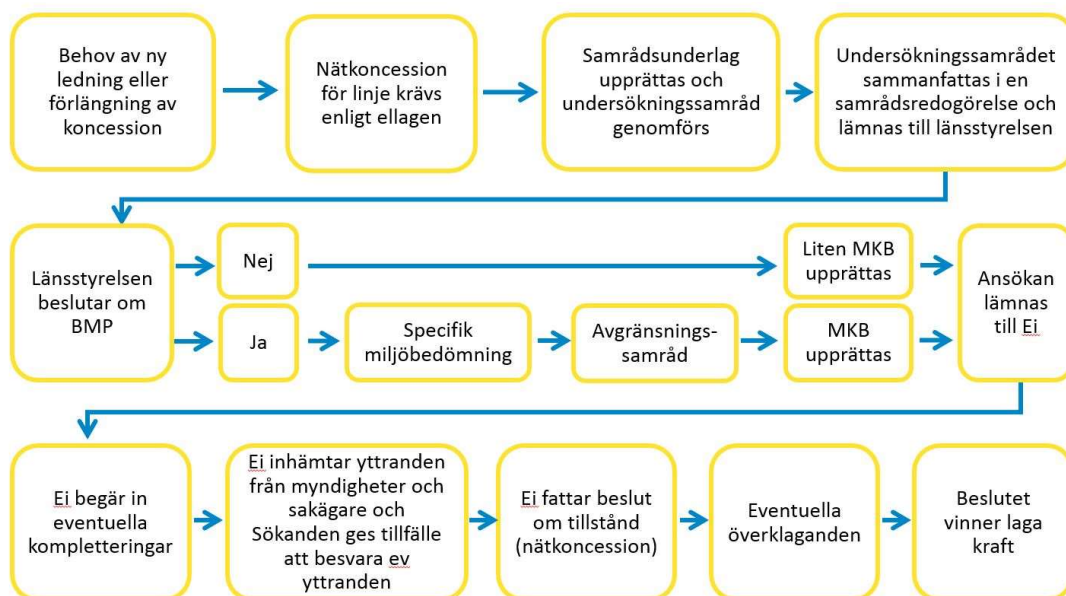 Behov av ny
ledning eller
förlängning av
koncession
Nätkoncession
för linje krävs
enligt ellagen
Samrådsunderlag
upprättas och
undersökningssamråd
genomförs
Undersökningssamrådet
sammanfattas i en
samrådsredogörelse och
lämnas till länsstyrelsen
Länsstyrelsen
beslutar om
BMP
Nej
Liten MKB
upprättas
Ja
Specifik
miljöbedömning
Avgränsnings-
samråd
MKB
upprättas
Ansökan
lämnas
till Ei
Ei begär in
eventuella
kompletteringar
Ei inhämtar yttranden
från myndigheter och
sakägare och
Sökanden ges tillfälle
att besvara ev
yttranden
Ei fattar beslut
om tillstånd
(nätkoncession)
Eventuella
överklaganden
Beslutet
vinner laga
kraft